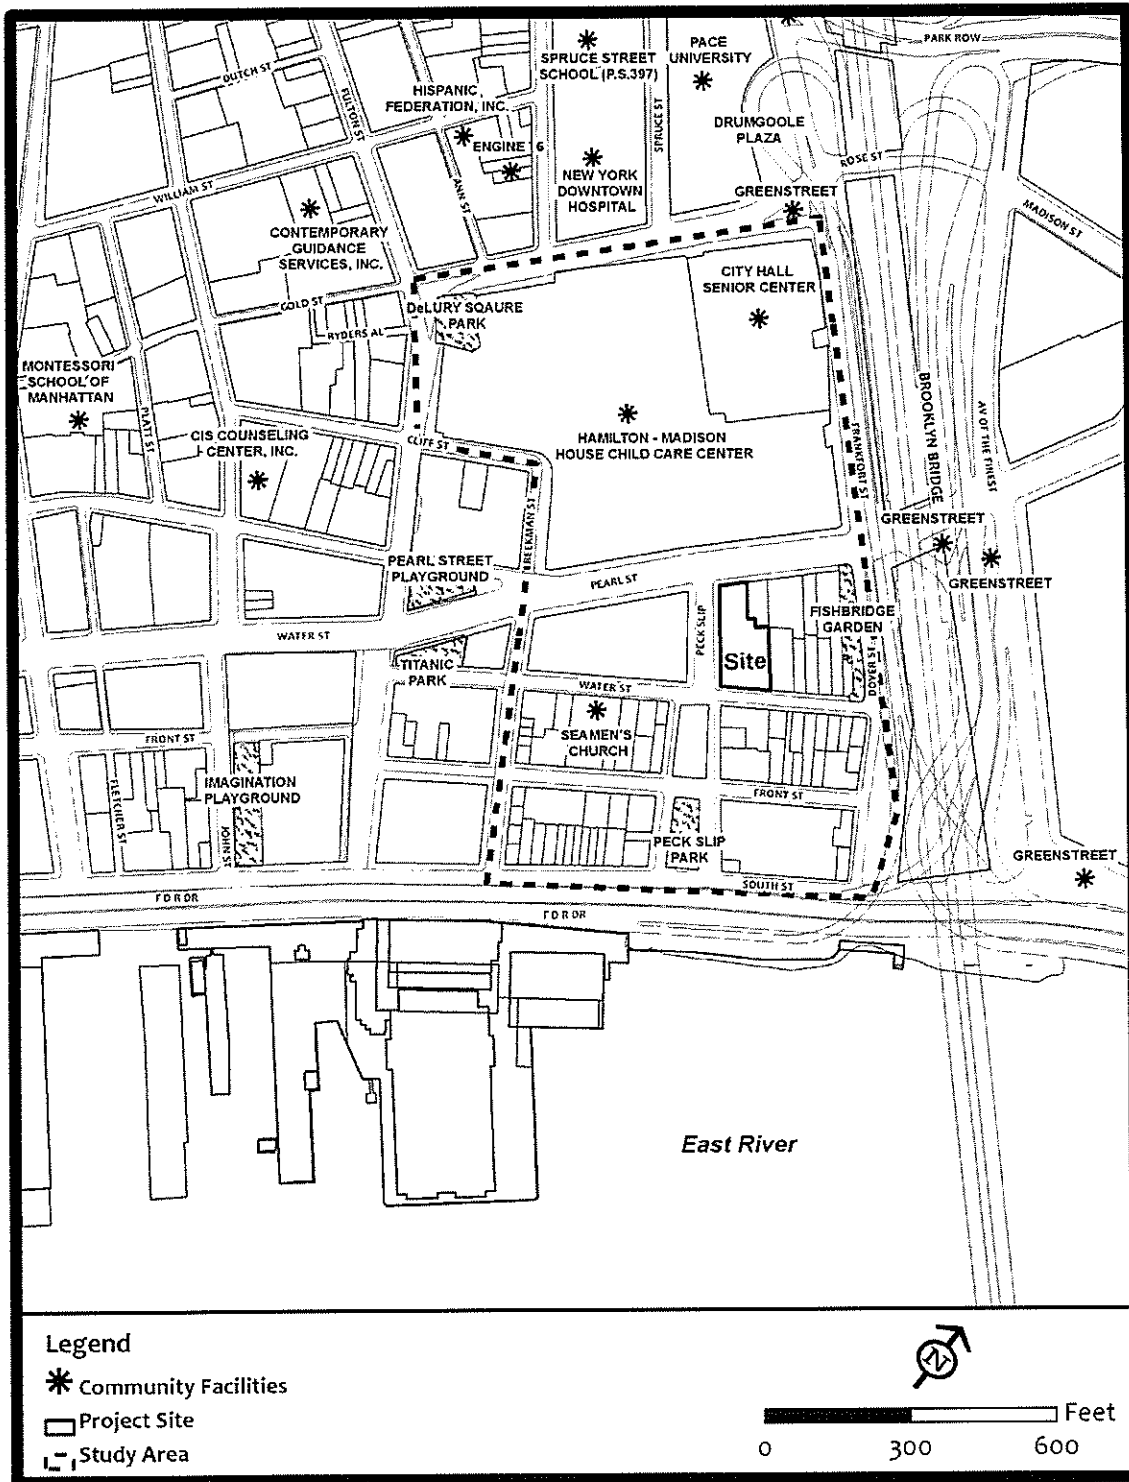 PARK ROW
SPRUCE STREET
SCHOOL (P.S.397)
PACE
UNIVERSITY
DUTCH ST
FULTON ST
HISPANIC
FEDERATION, INC.
SPRUCE ST
DRUMGOOLE
PLAZA
ENGINE 6
ROSE ST
WILLIAM ST
ANN ST
NEW YORK
DOWNTOWN
HOSPITAL
GREENSTREET
MADISON ST
CONTEMPORARY
GUIDANCE
SERVICES, INC.
CITY HALL
SENIOR CENTER
GOLD ST
DeLURY SQAURE
PARK
RYDERS AL
MONTESSORI
SCHOOL OF
MANHATTAN
PLATT ST
CIS COUNSELING
CENTER, INC.
CLIFF ST
HAMILTON - MADISON
HOUSE CHILD CARE CENTER
FRANKFORT ST
BROOKLYN BRIDGE
AV OF THE FINEST
BEEKMAN ST
GREENSTREET
GREENSTREET
PEARL STREET
PLAYGROUND
PEARL ST
PECK SLIP
FISHBRIDGE
GARDEN
DOVER ST
WATER ST
TITANIC
PARK
Site
WATER ST
SEAMEN'S
CHURCH
FRONT ST
FLETCHER ST
IMAGINATION
PLAYGROUND
JOHN ST
FRONT ST
PECK SLIP
PARK
GREENSTREET
SOUTH ST
F D R DR
F D R DR
East River
Legend
Community Facilities
Project Site
Study Area
N
Feet
0 300 600